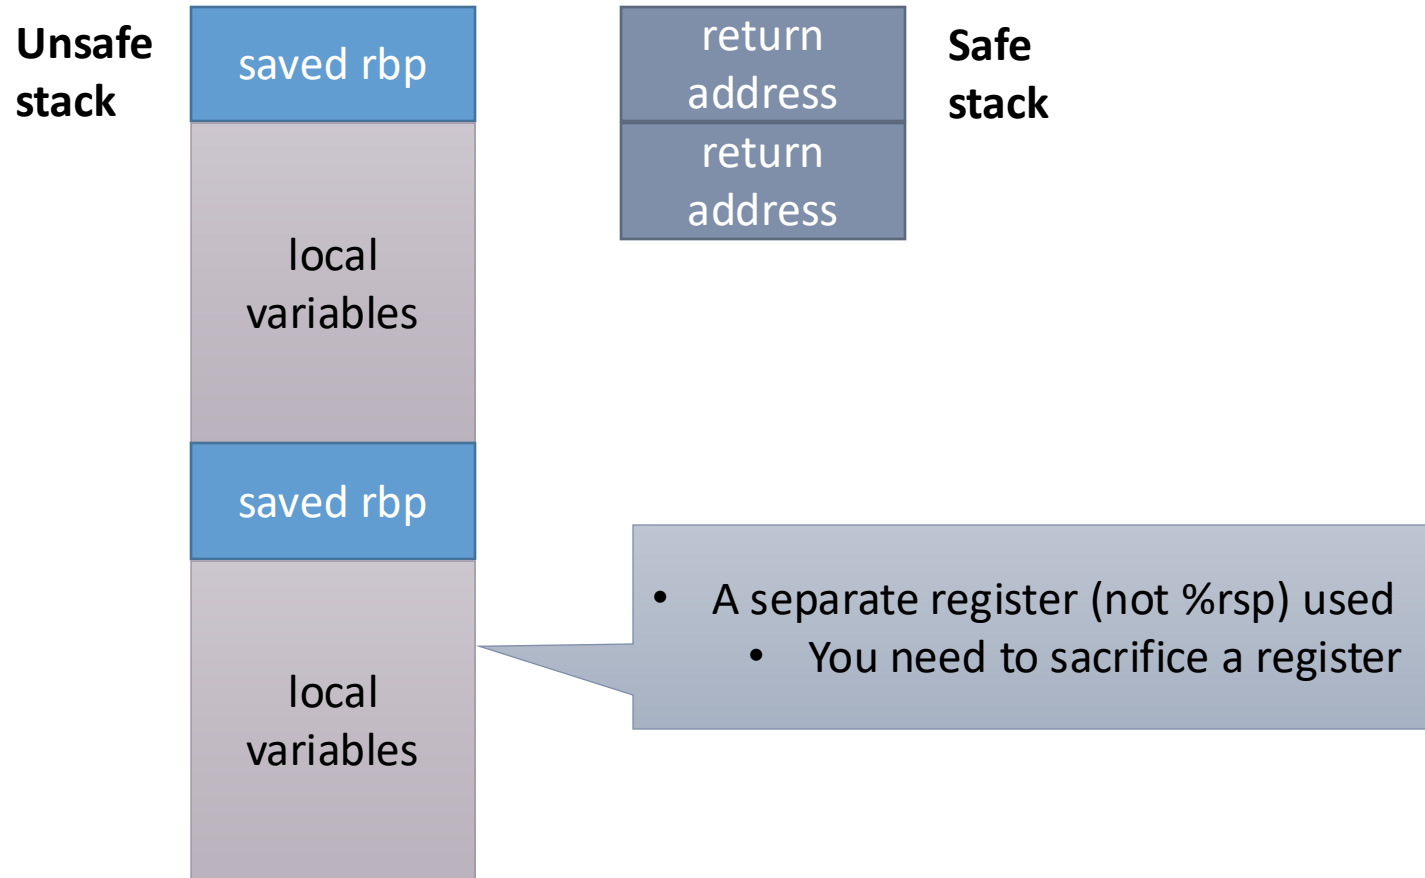 Unsafe
stack
saved rbp
local
variables
saved rbp
local
variables
return
address
return
address
Safe
stack
• A separate register (not %rsp) used
• You need to sacrifice a register